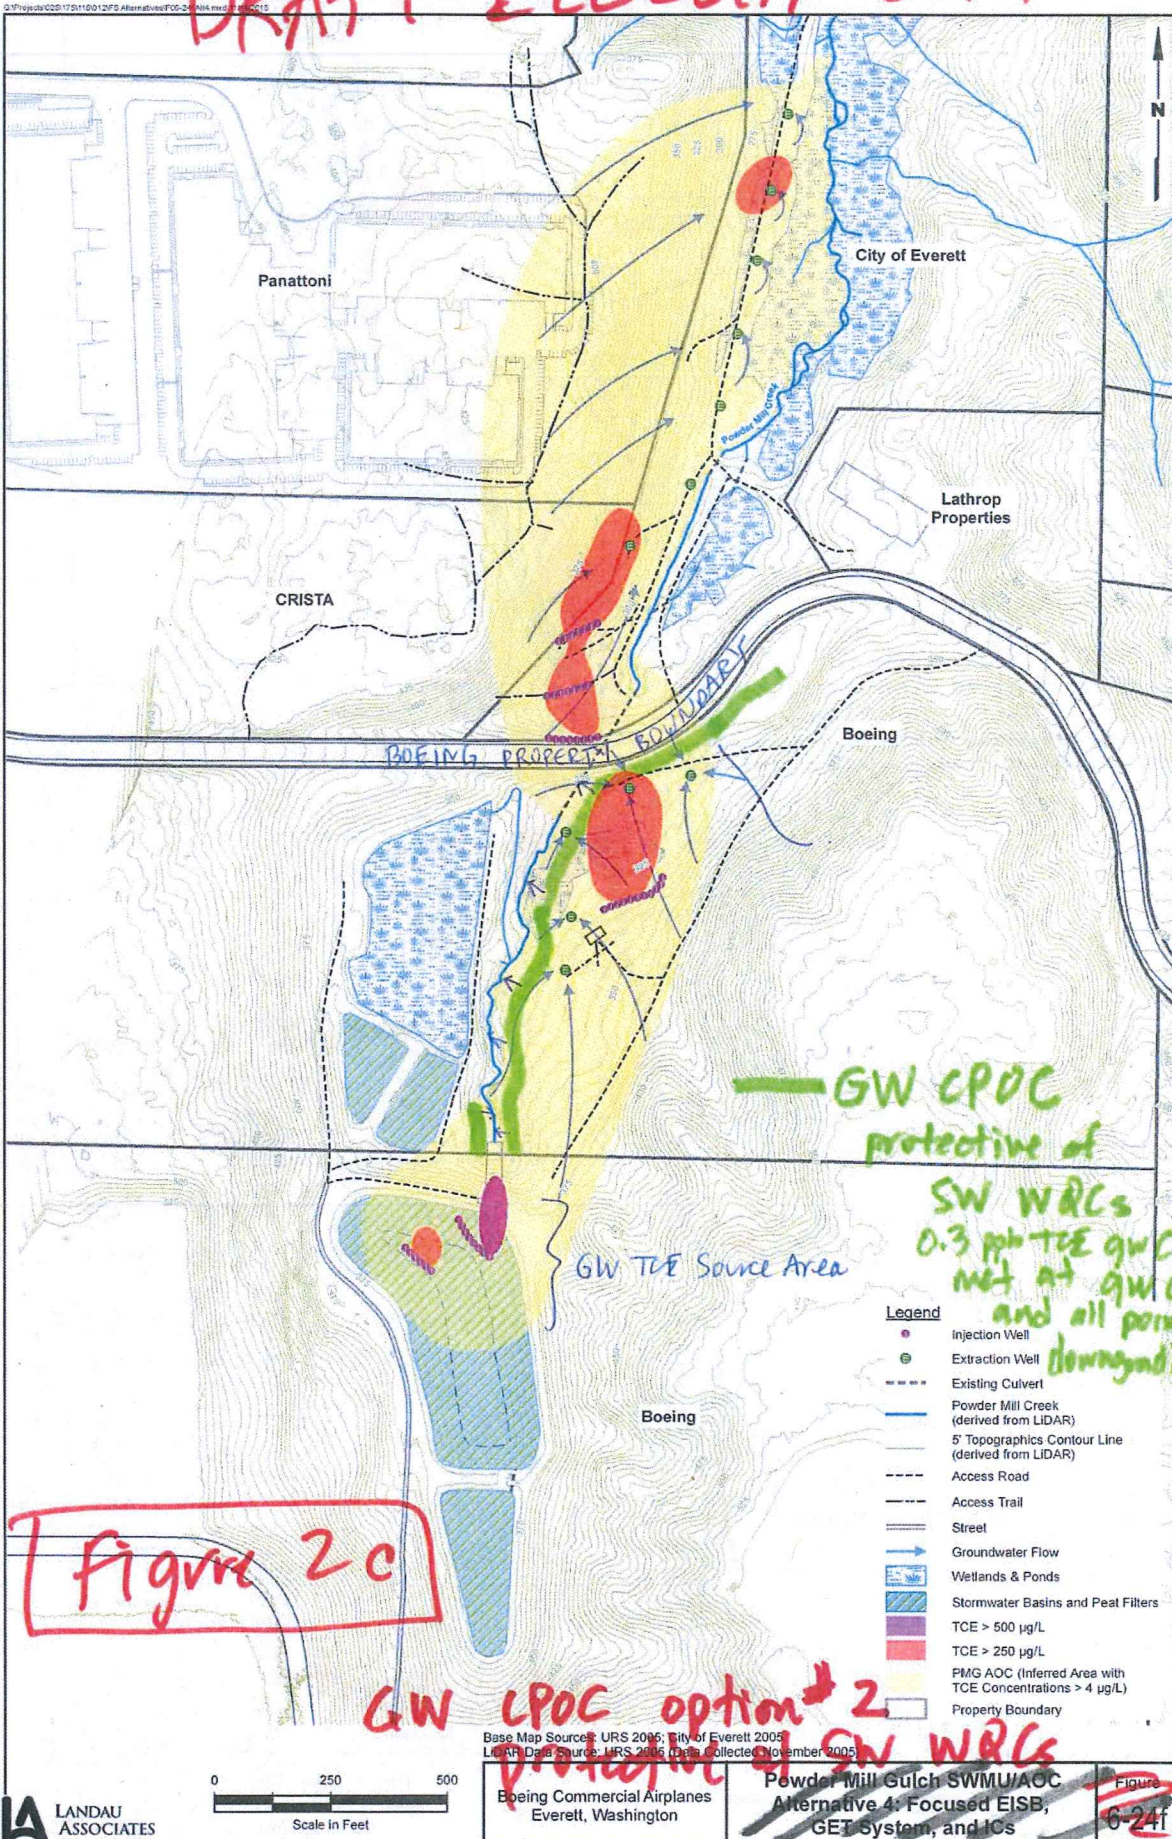 DRAFT
Panattoni
City of Everett
N
Powder Mill Creek
Lathrop
Properties
CRISTA
BOEING PROPERTY BOUNDARY
Boeing
GW CPOC
protective of
SW WQCs
0.3 ppb TCE gw
met at gw
and all
GW TCE Source Area
Boeing
Legend
Injection Well
Extraction Well
Existing Culvert
Powder Mill Creek
(derived from LiDAR)
5' Topographics Contour Line
(derived from LiDAR)
Access Road
Access Trail
Street
Groundwater Flow
Wetlands & Ponds
Stormwater Basins and Peat Filters
TCE > 500 µg/L
TCE > 250 µg/L
PMG AOC (Inferred Area with
TCE Concentrations > 4 µg/L)
Property Boundary
Figure 2c
GW CPOC option # 2
protective of SW WQCs
Base Map Sources: URS 2005; City of Everett 2005
LiDAR Data Source: URS 2005 (Data Collected November 2005)
LANDAU
ASSOCIATES
0 250 500
Scale in Feet
Boeing Commercial Airplanes
Everett, Washington
Powder Mill Gulch SWMU/AOC
Alternative 4: Focused EISB,
GET System, and ICs
Figure
6-24f